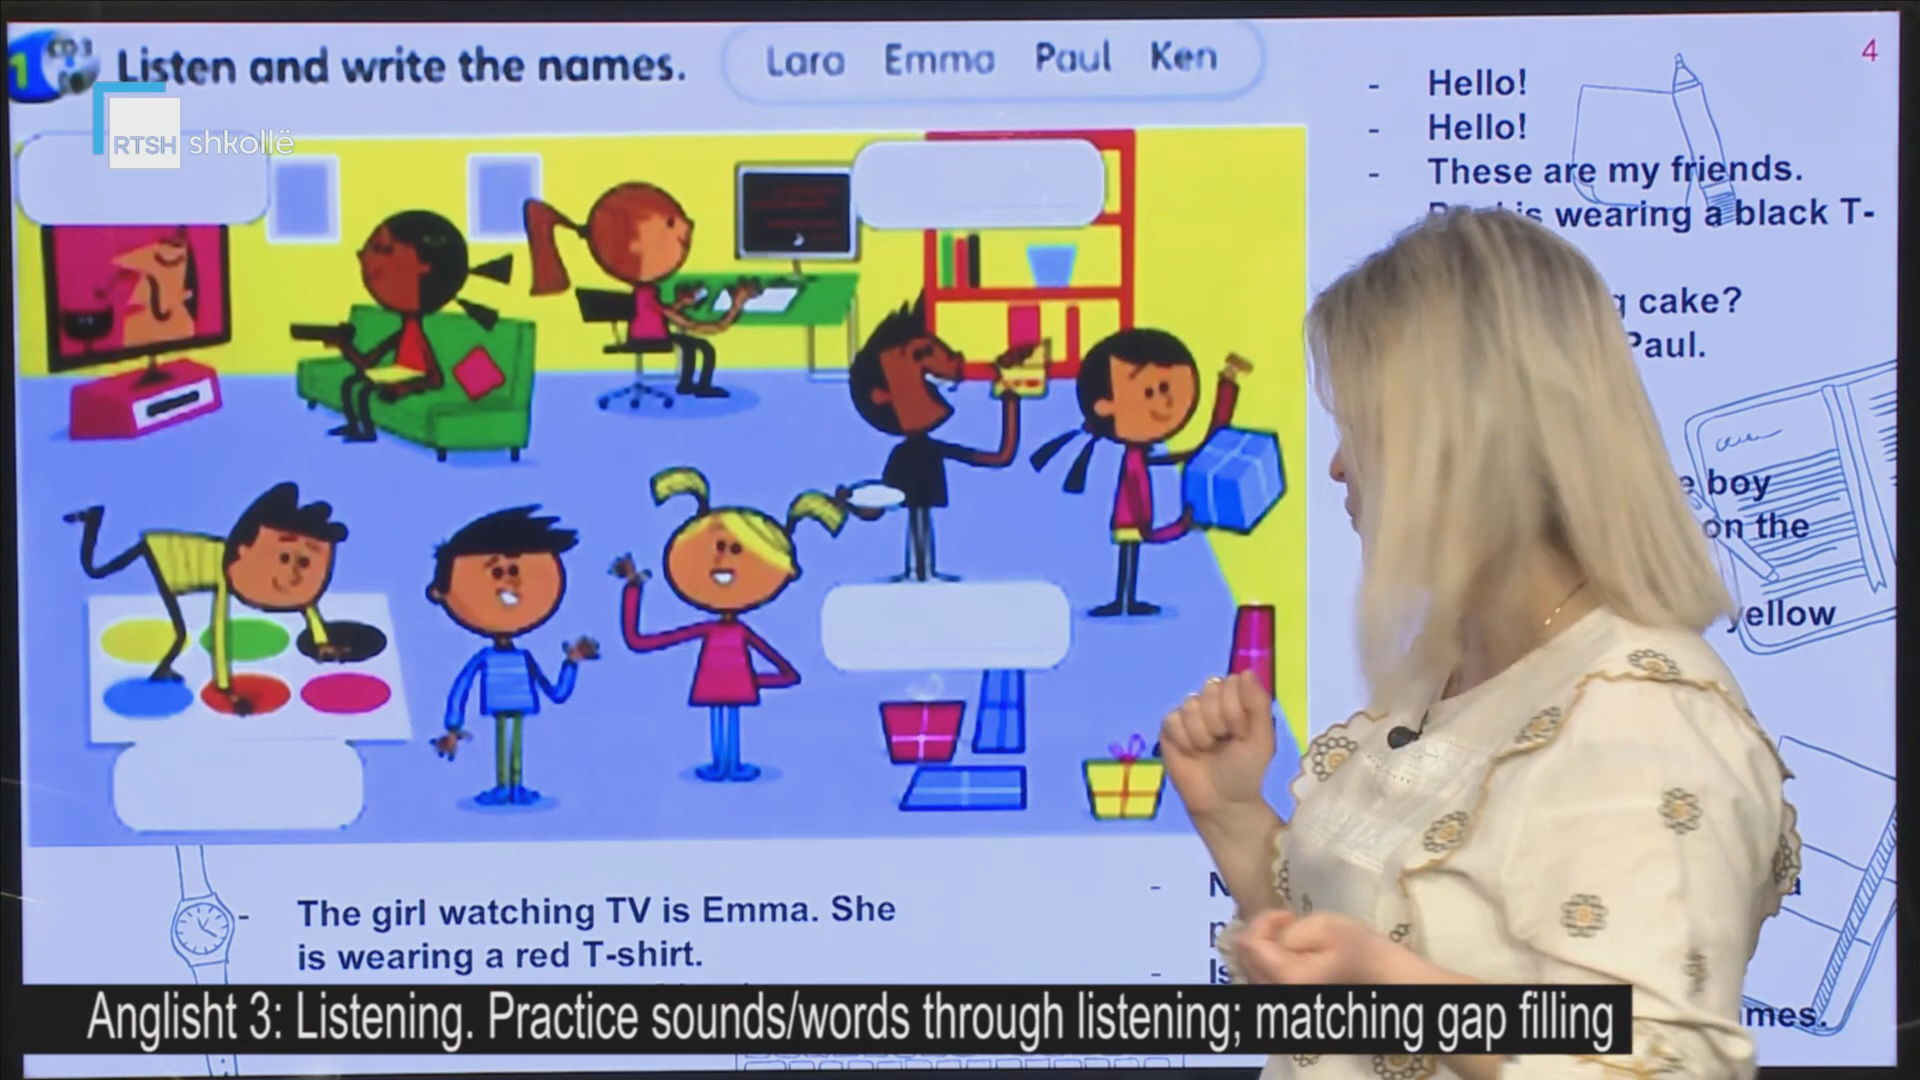 1 Listen and write the names.
Lara Emma Paul Ken
4
RTSH shkollë
- Hello!
- Hello!
- These are my friends.
is wearing a black T-
cake?
Paul.
boy
on the
yellow
- The girl watching TV is Emma. She
is wearing a red T-shirt.
Anglisht 3: Listening. Practice sounds/words through listening; matching gap filling